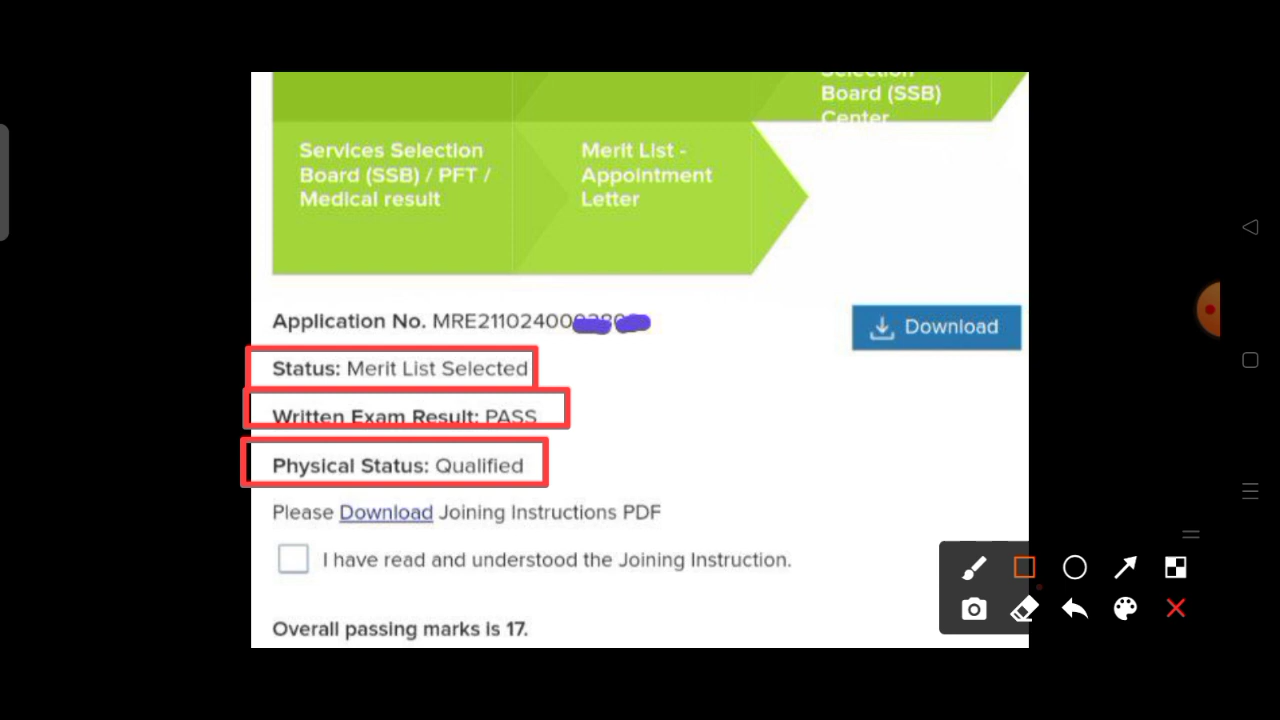 Selection
Board (SSB)
Center
Services Selection
Board (SSB) / PFT /
Medical result
Merit List -
Appointment
Letter
Application No. MRE21102400
Download
Status: Merit List Selected
Written Exam Result: PASS
Physical Status: Qualified
Please Download Joining Instructions PDF
I have read and understood the Joining Instruction.
Overall passing marks is 17.